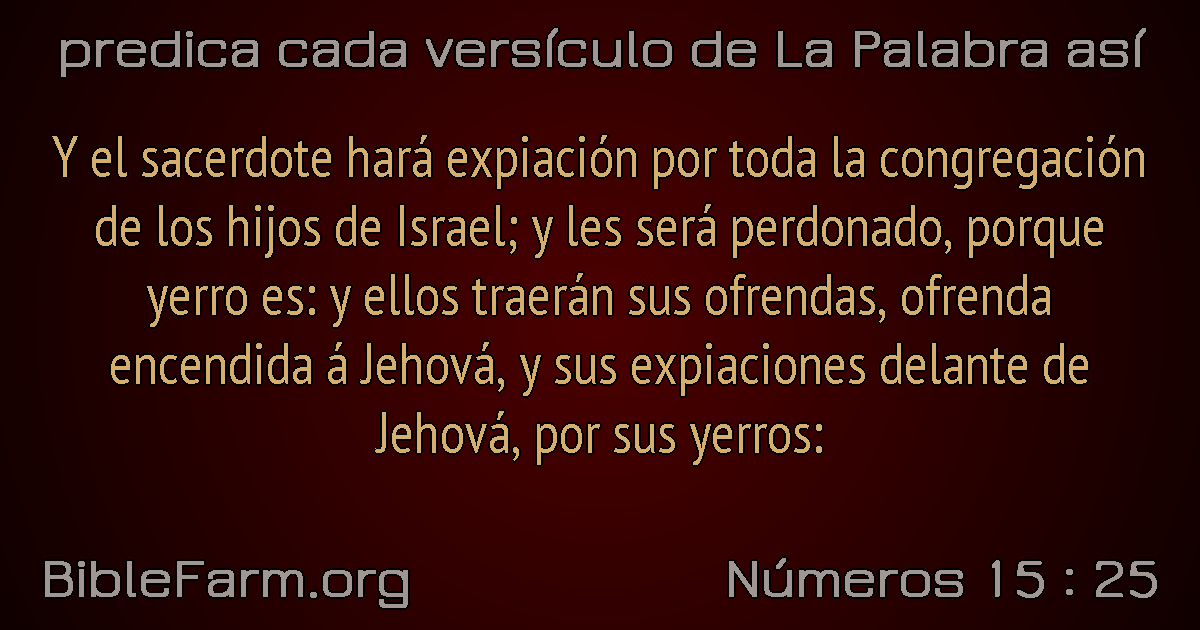 predica cada versículo de La Palabra así
Y el sacerdote hará expiación por toda la congregación
de los hijos de Israel; y les será perdonado, porque
yerro es: y ellos traerán sus ofrendas, ofrenda
encendida á Jehová, y sus expiaciones delante de
Jehová, por sus yerros:
BibleFarm.org
Números 15 : 25